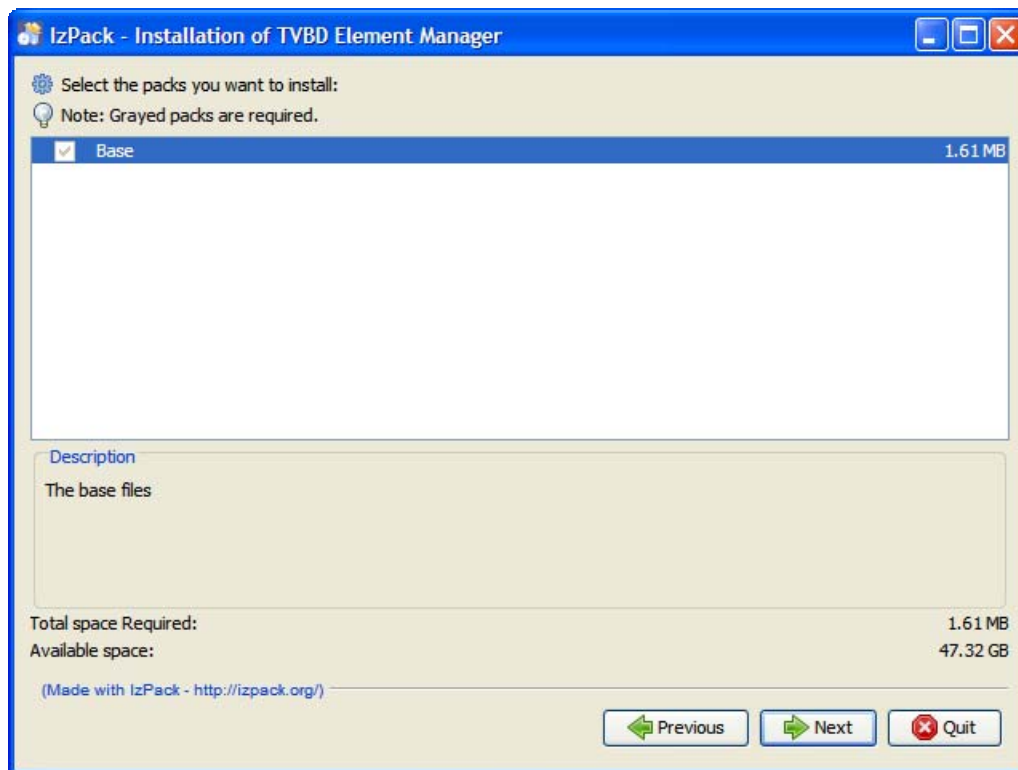 IzPack - Installation of TVBD Element Manager
Select the packs you want to install:
Note: Grayed packs are required.
Base 1.61 MB
Description
The base files
Total space Required: 1.61 MB
Available space: 47.32 GB
(Made with IzPack - http://izpack.org/)
Previous Next Quit